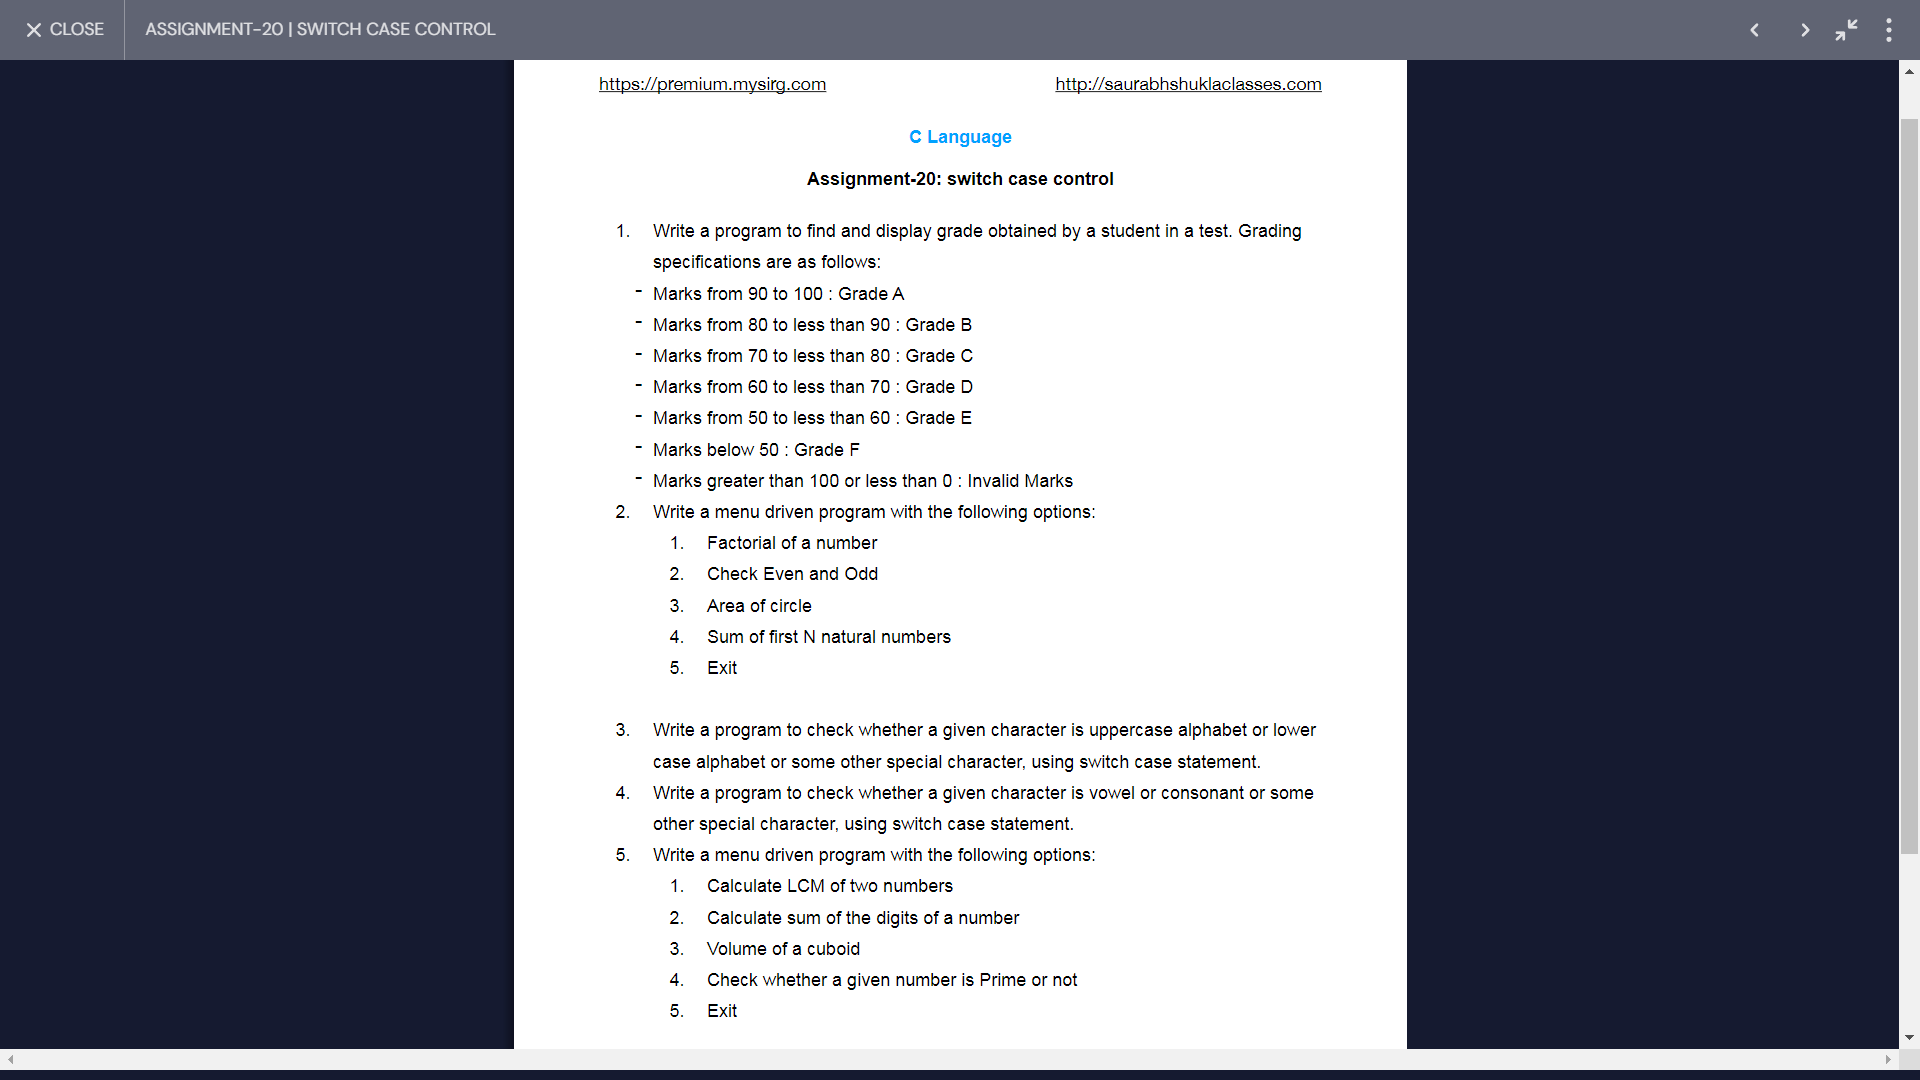 CLOSE
ASSIGNMENT-20 | SWITCH CASE CONTROL
https://premium.mysirg.com
http://saurabhshuklaclasses.com
C Language
Assignment-20: switch case control
1. Write a program to find and display grade obtained by a student in a test. Grading
specifications are as follows:
- Marks from 90 to 100 : Grade A
- Marks from 80 to less than 90 : Grade B
- Marks from 70 to less than 80 : Grade C
- Marks from 60 to less than 70 : Grade D
- Marks from 50 to less than 60 : Grade E
- Marks below 50 : Grade F
- Marks greater than 100 or less than 0 : Invalid Marks
2. Write a menu driven program with the following options:
1. Factorial of a number
2. Check Even and Odd
3. Area of circle
4. Sum of first N natural numbers
5. Exit
3. Write a program to check whether a given character is uppercase alphabet or lower
case alphabet or some other special character, using switch case statement.
4. Write a program to check whether a given character is vowel or consonant or some
other special character, using switch case statement.
5. Write a menu driven program with the following options:
1. Calculate LCM of two numbers
2. Calculate sum of the digits of a number
3. Volume of a cuboid
4. Check whether a given number is Prime or not
5. Exit